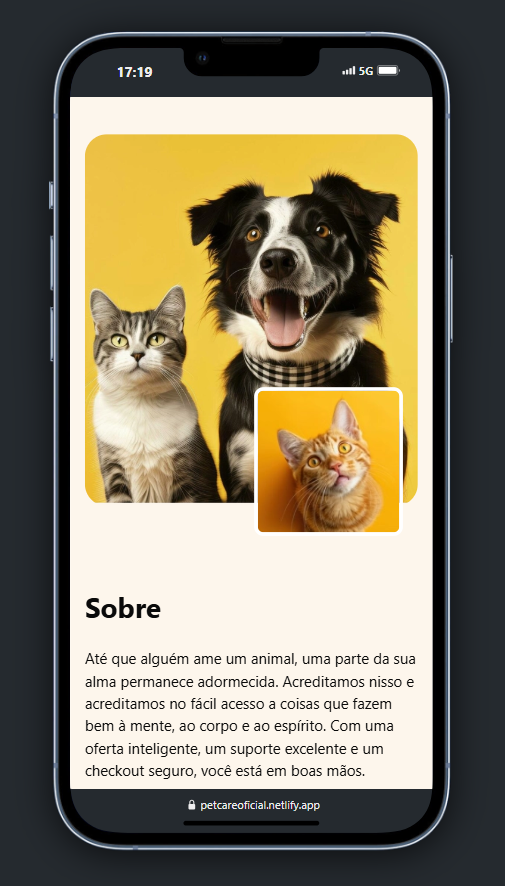 17:19
5G
Sobre
Até que alguém ame um animal, uma parte da sua
alma permanece adormecida. Acreditamos nisso e
acreditamos no fácil acesso a coisas que fazem
bem à mente, ao corpo e ao espírito. Com uma
oferta inteligente, um suporte excelente e um
checkout seguro, você está em boas mãos.
petcareoficial.netlify.app